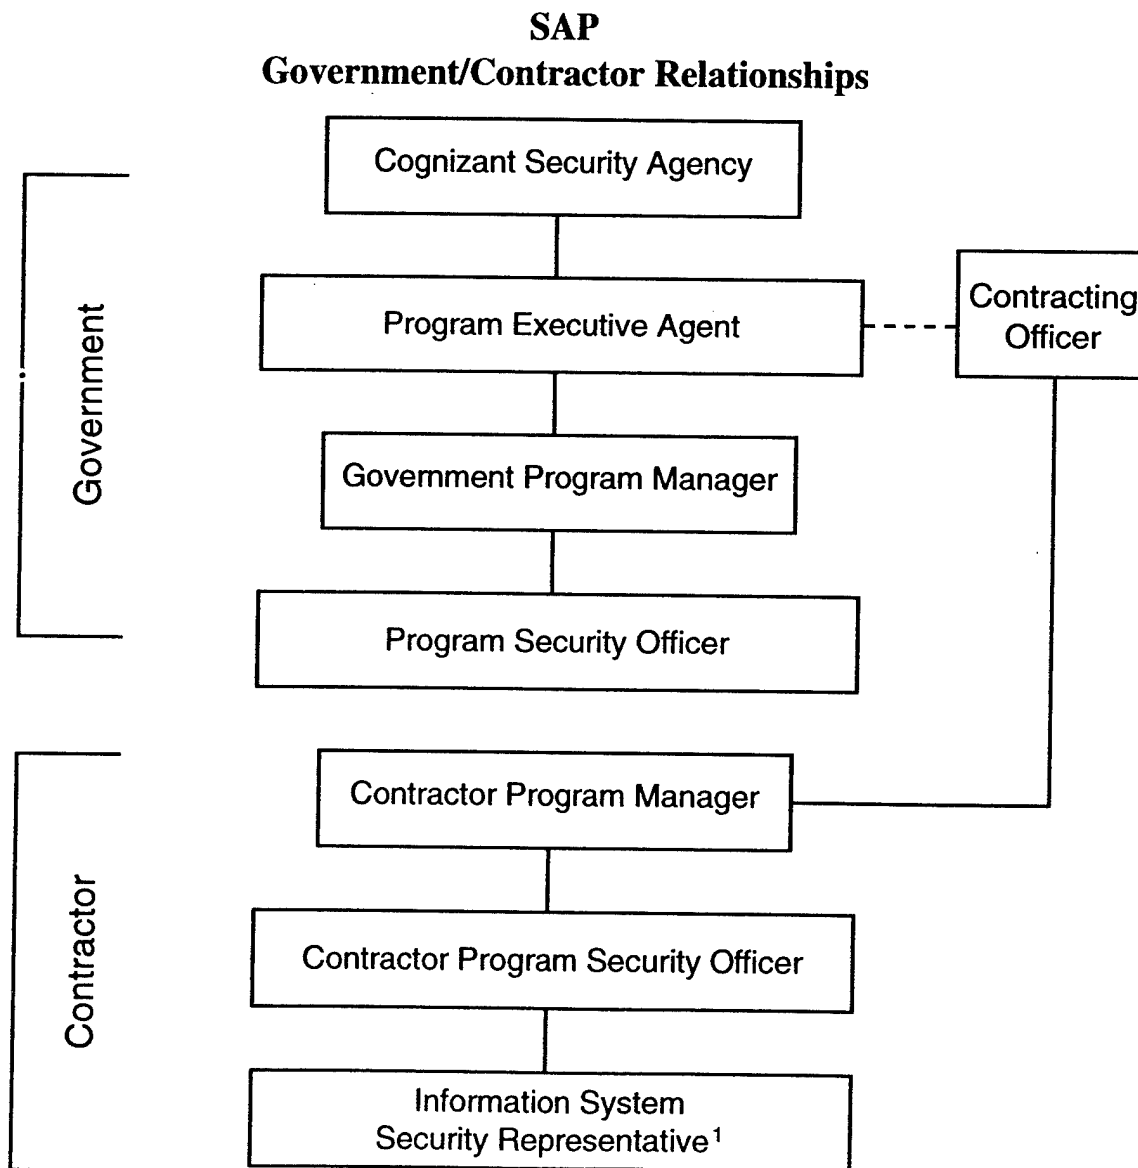 SAP
Government/Contractor Relationships
Cognizant Security Agency
Government
Program Executive Agent
Contracting
Officer
Government Program Manager
Program Security Officer
Contractor
Contractor Program Manager
Contractor Program Security Officer
Information System
Security Representative¹